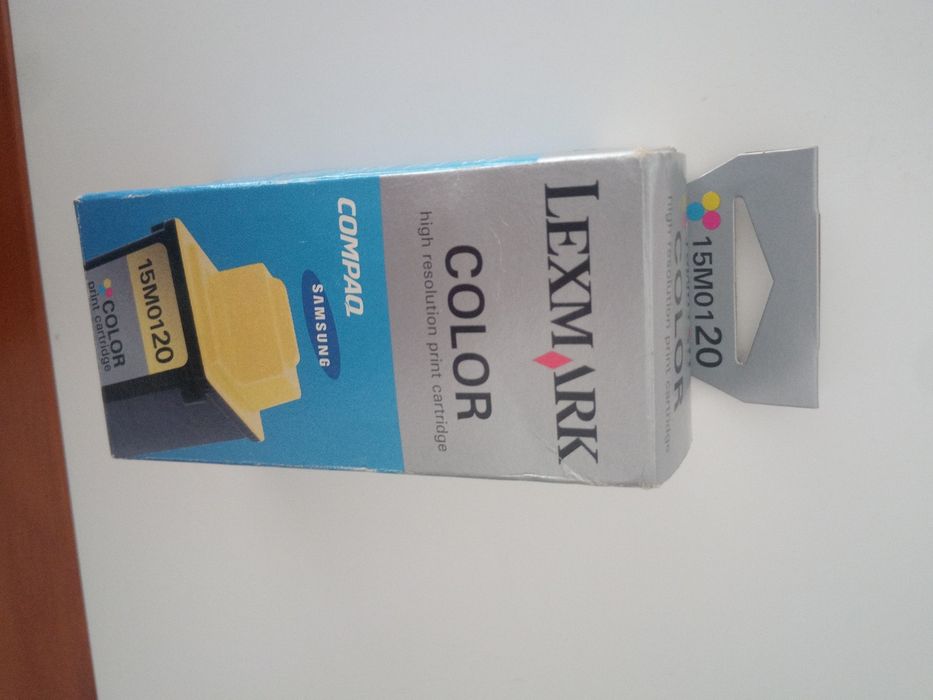 15M0120
COLOR
high resolution print cartridge
LEXMARK
COLOR
high resolution print cartridge
COMPAQ
SAMSUNG
15M0120
COLOR
print cartridge